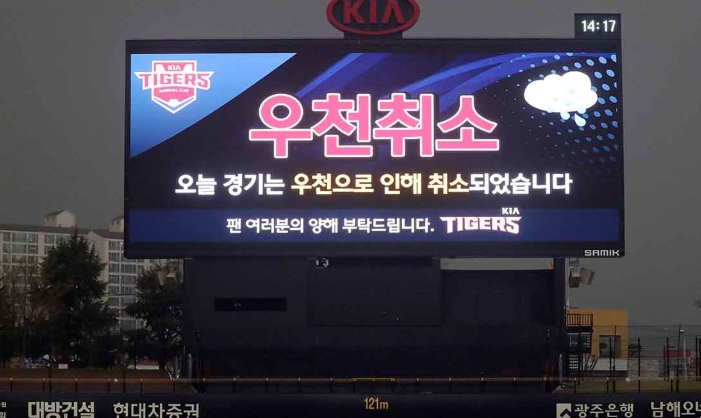 KIA
14:17
KIA
TIGERS
우천취소
오늘 경기는 우천으로 인해 취소되었습니다
팬 여러분의 양해 부탁드립니다.
KIA
TIGERS
SAMIK
121m
대방건설 현대차증권
광주은행 남해오